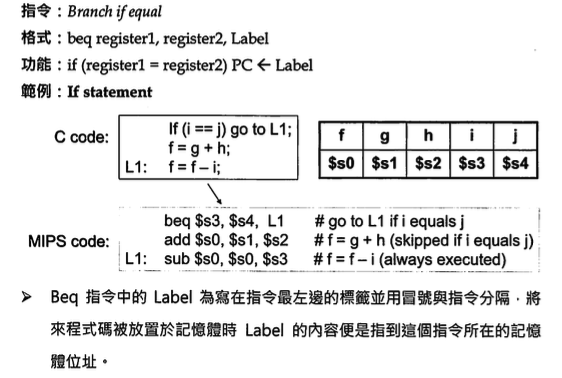 指令：Branch if equal
格式：beq register1, register2, Label
功能：if (register1 = register2) PC ← Label
範例：If statement
C code:
If (i == j) go to L1;
f = g + h;
L1: f = f – i;
f g h i j
$s0 $s1 $s2 $s3 $s4
MIPS code:
beq $s3, $s4, L1 # go to L1 if i equals j
add $s0, $s1, $s2 # f = g + h (skipped if i equals j)
L1: sub $s0, $s0, $s3 # f = f – i (always executed)
➢ Beq 指令中的 Label 為寫在指令最左邊的標籤並用冒號與指令分隔，將
來程式碼被放置於記憶體時 Label 的內容便是指到這個指令所在的記憶
體位址。